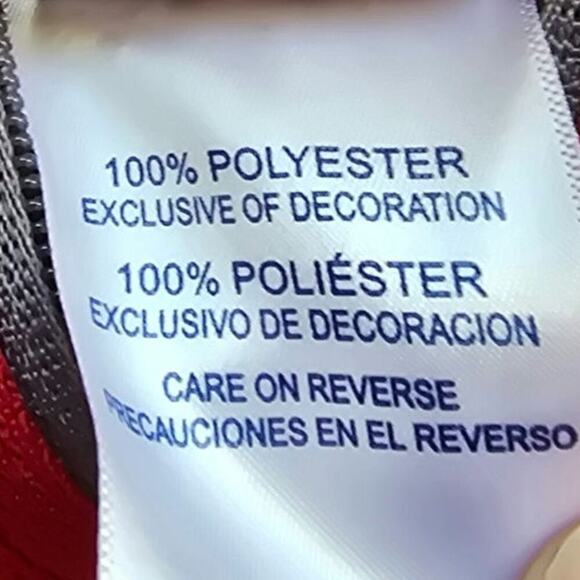 100% POLYESTER
EXCLUSIVE OF DECORATION
100% POLIÉSTER
EXCLUSIVO DE DECORACION
CARE ON REVERSE
PRECAUCIONES EN EL REVERSO